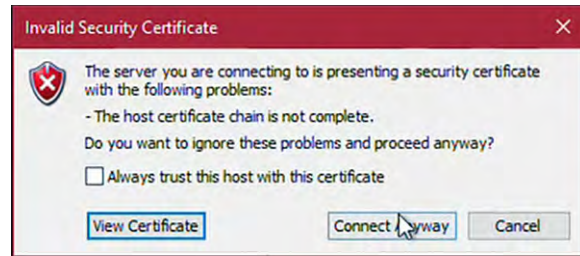 Invalid Security Certificate
The server you are connecting to is presenting a security certificate
with the following problems:
- The host certificate chain is not complete.
Do you want to ignore these problems and proceed anyway?
Always trust this host with this certificate
View Certificate
Connect Anyway
Cancel